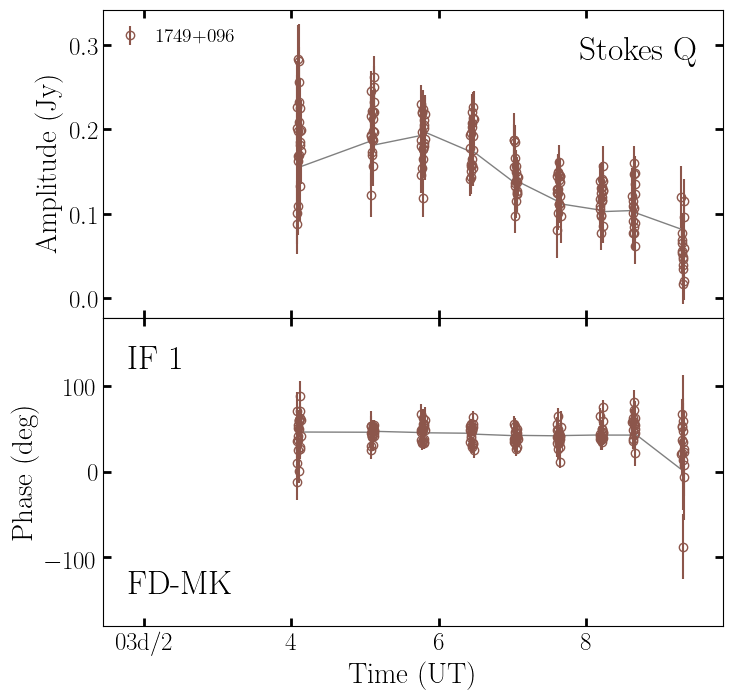 1749+096
Stokes Q
0.3
0.2
0.1
0.0
Amplitude (Jy)
IF 1
100
0
−100
Phase (deg)
FD-MK
03d/2 4 6 8
Time (UT)